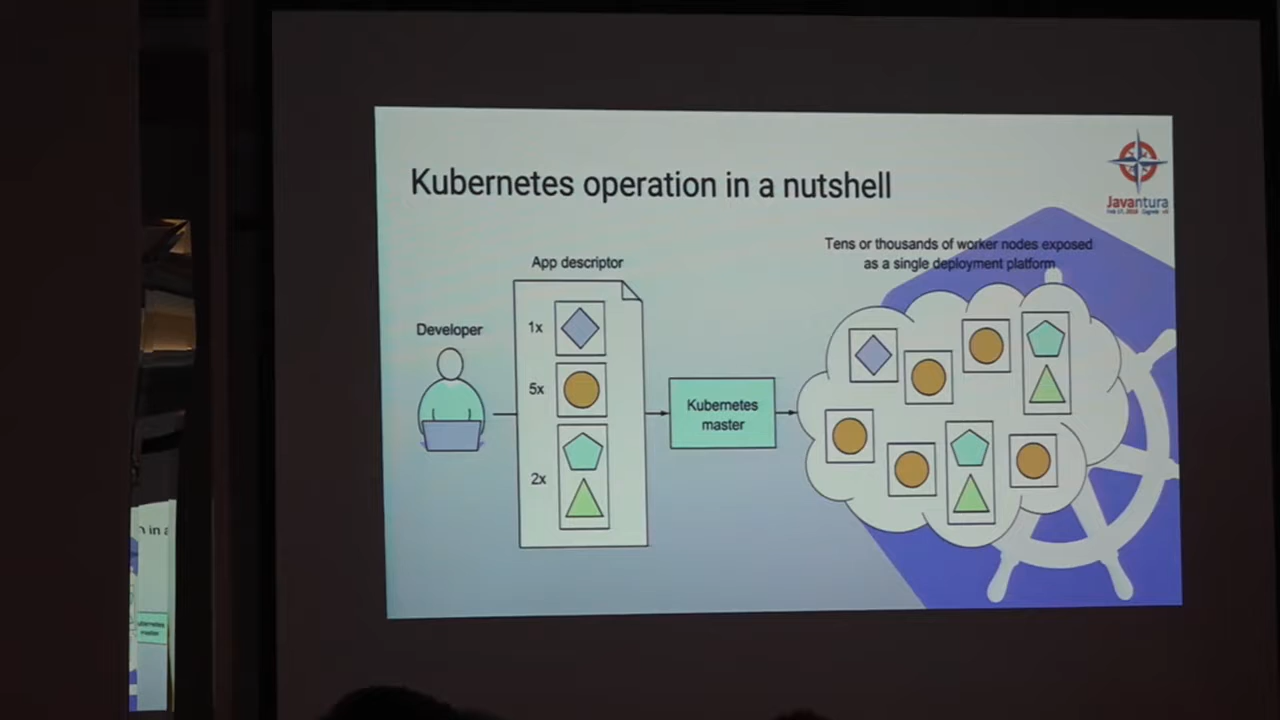 Kubernetes operation in a nutshell
Javantura
Tens or thousands of worker nodes exposed
as a single deployment platform
App descriptor
Developer
1x
5x
2x
Kubernetes
master
n in a